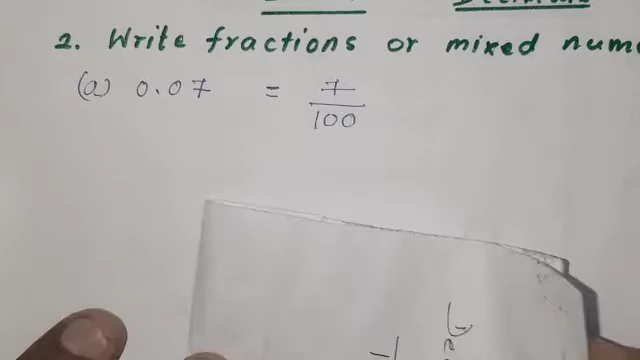 2. Write fractions or mixed
(a) 0.07 = 7/100